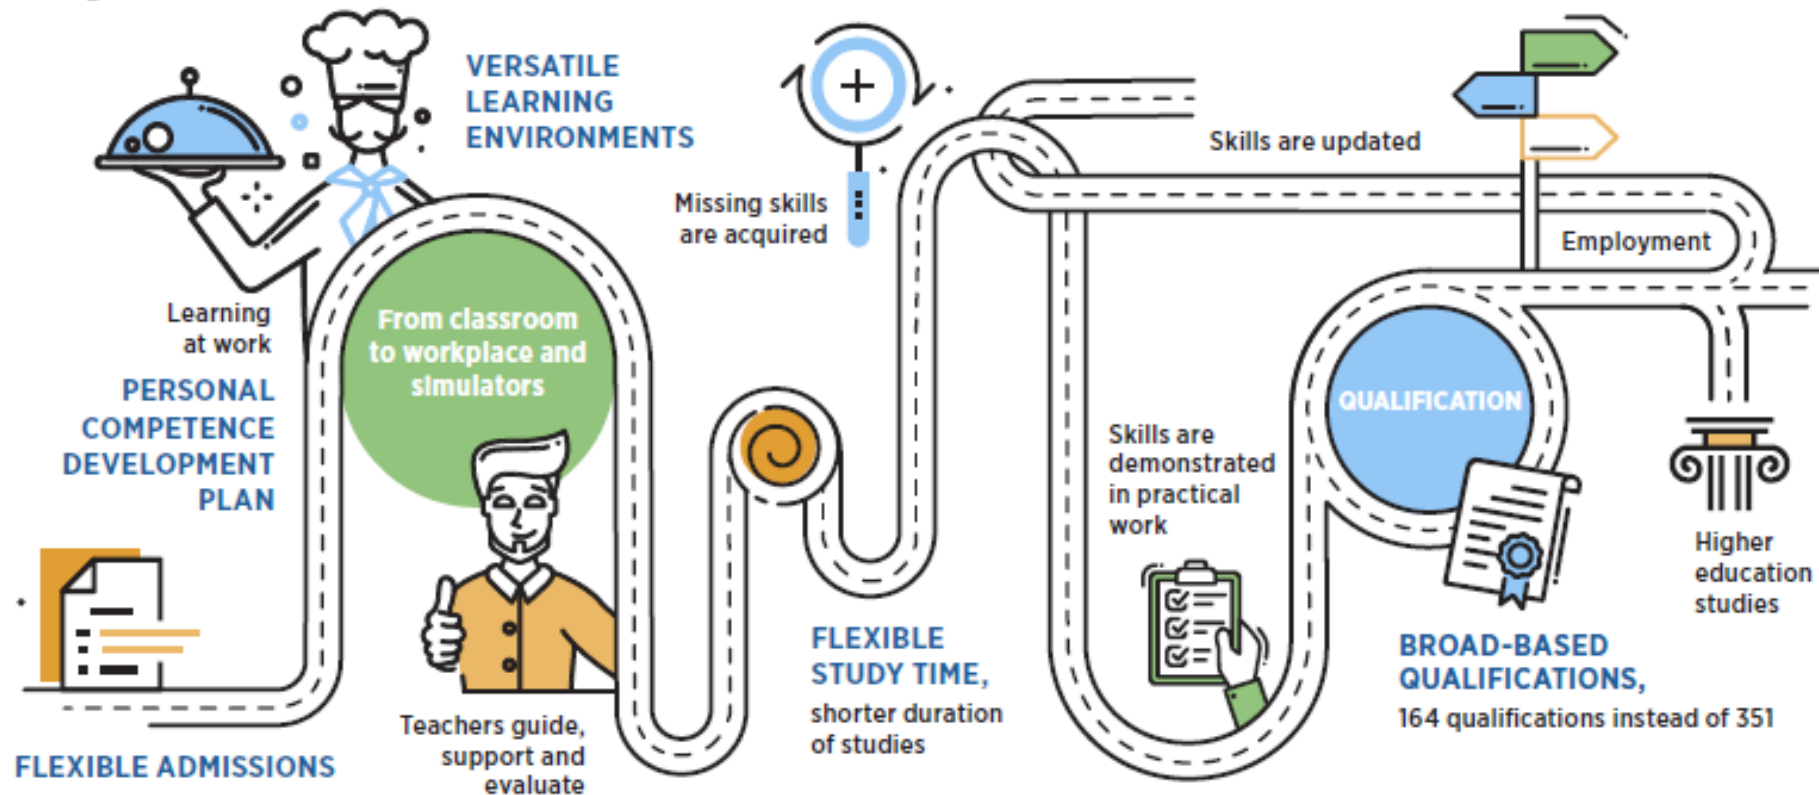 VERSATILE
LEARNING
ENVIRONMENTS
Learning
at work
PERSONAL
COMPETENCE
DEVELOPMENT
PLAN
From classroom
to workplace and
simulators
FLEXIBLE ADMISSIONS
Teachers guide,
support and
evaluate
Missing skills
are acquired
FLEXIBLE
STUDY TIME,
shorter duration
of studies
Skills are updated
Employment
Skills are
demonstrated
in practical
work
QUALIFICATION
BROAD-BASED
QUALIFICATIONS,
164 qualifications instead of 351
Higher
education
studies